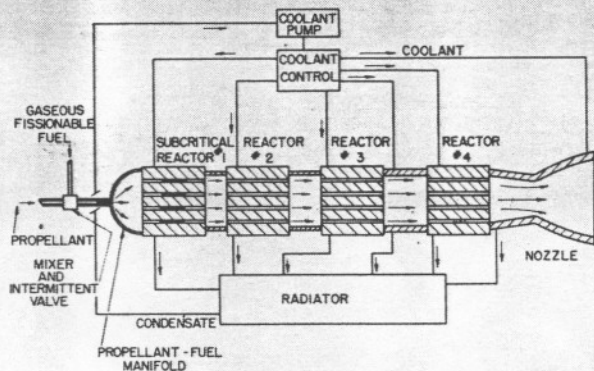 COOLANT
PUMP
COOLANT
CONTROL
COOLANT
GASEOUS
FISSIONABLE
FUEL
SUBCRITICAL
REACTOR #1
REACTOR
# 2
REACTOR
# 3
REACTOR
# 4
PROPELLANT
MIXER
AND
INTERMITTENT
VALVE
NOZZLE
RADIATOR
CONDENSATE
PROPELLANT - FUEL
MANIFOLD